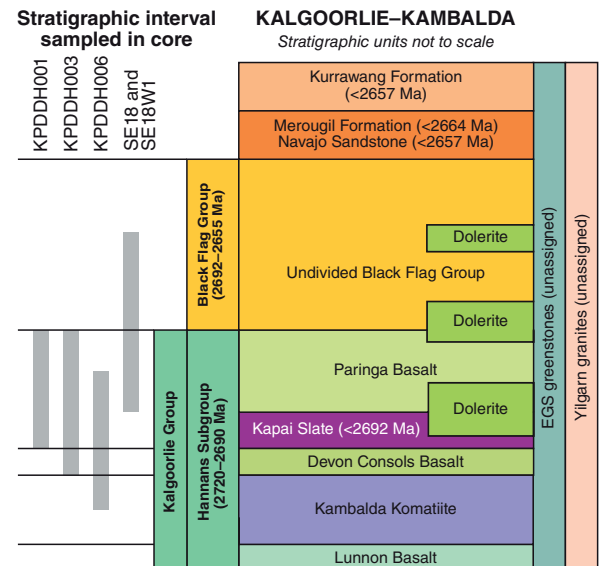 Stratigraphic interval
sampled in core
KALGOORLIE–KAMBALDA
Stratigraphic units not to scale
KPDDH001
KPDDH003
KPDDH006
SE18 and
SE18W1
Kurrawang Formation
(<2657 Ma)
Merougil Formation (<2664 Ma)
Navajo Sandstone (<2657 Ma)
Black Flag Group
(2692–2655 Ma)
Dolerite
Undivided Black Flag Group
Dolerite
Paringa Basalt
Dolerite
Kapai Slate (<2692 Ma)
Devon Consols Basalt
Kambalda Komatiite
Lunnon Basalt
Kalgoorlie Group
Hannans Subgroup
(2720–2690 Ma)
EGS greenstones (unassigned)
Yilgarn granites (unassigned)